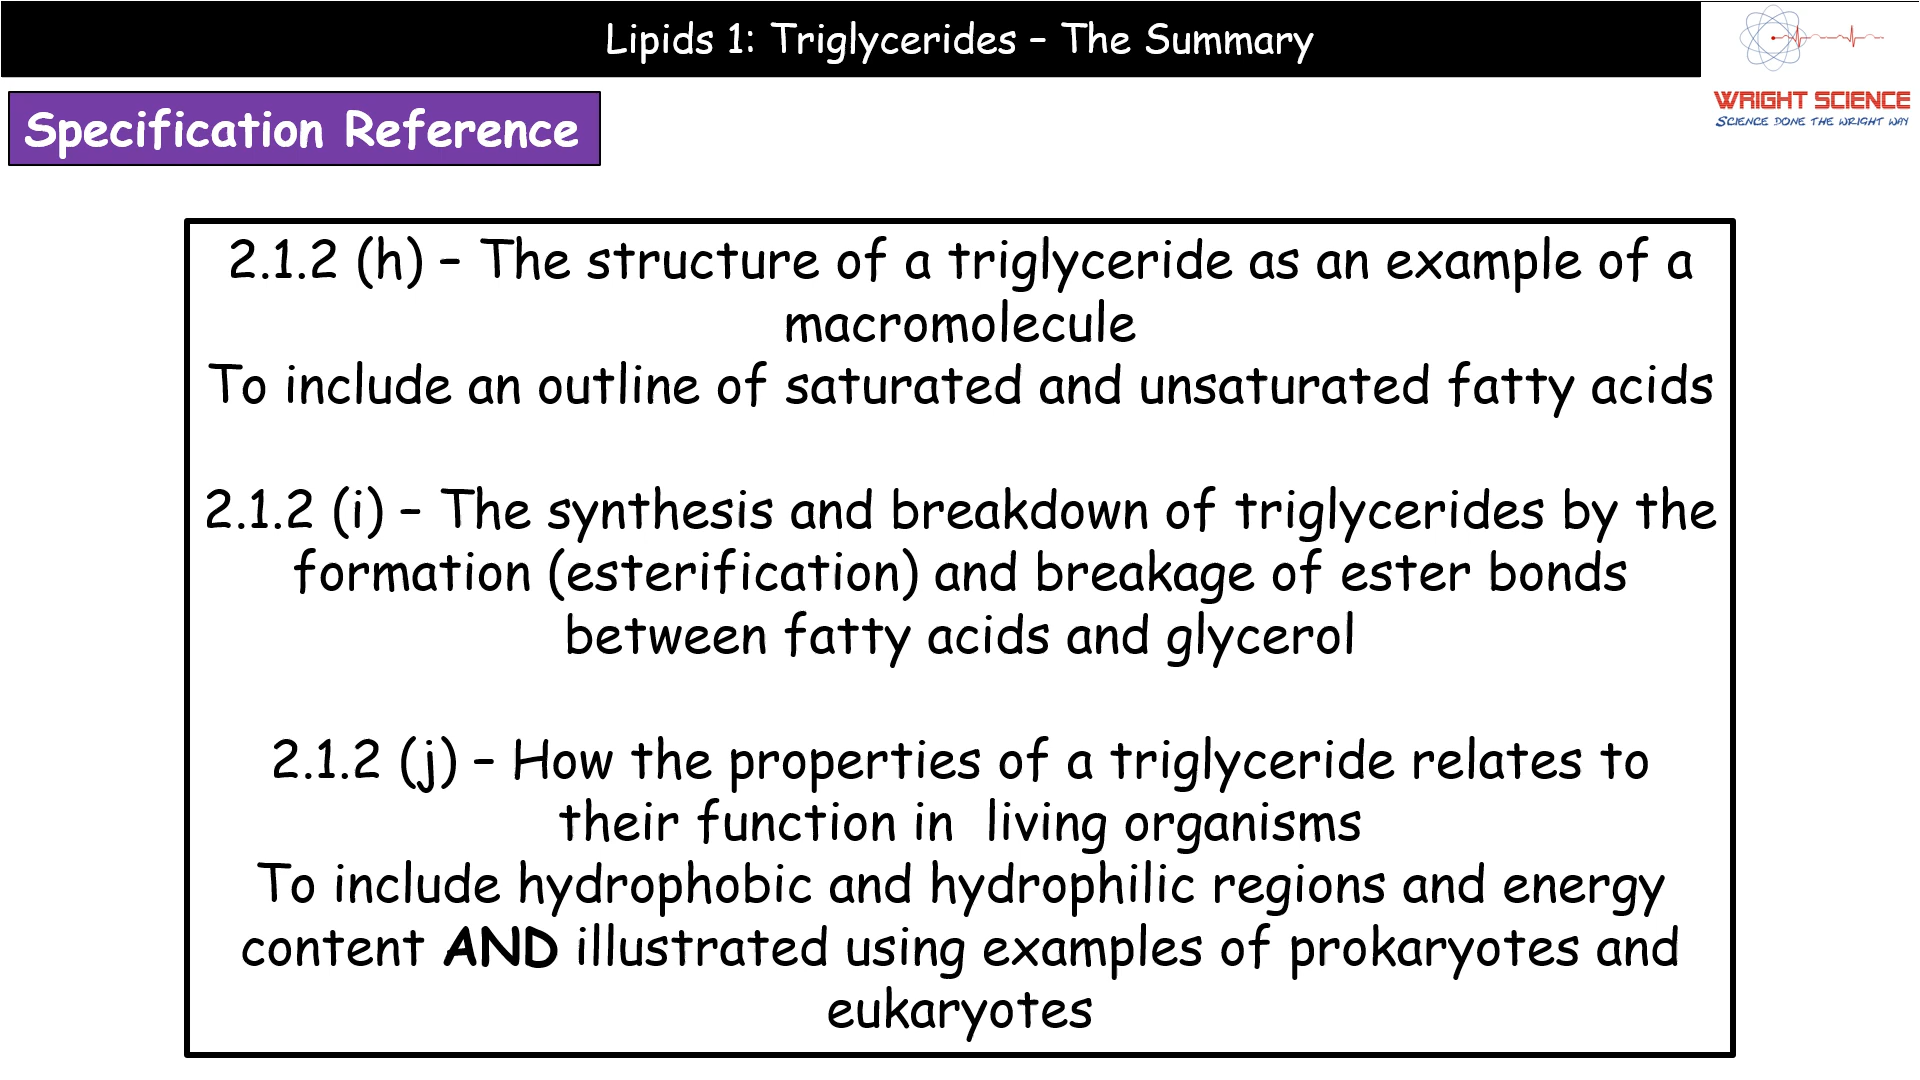 Lipids 1: Triglycerides – The Summary
WRIGHT SCIENCE
SCIENCE DONE THE WRIGHT WAY
Specification Reference
2.1.2 (h) – The structure of a triglyceride as an example of a
macromolecule
To include an outline of saturated and unsaturated fatty acids
2.1.2 (i) – The synthesis and breakdown of triglycerides by the
formation (esterification) and breakage of ester bonds
between fatty acids and glycerol
2.1.2 (j) – How the properties of a triglyceride relates to
their function in  living organisms
To include hydrophobic and hydrophilic regions and energy
content AND illustrated using examples of prokaryotes and
eukaryotes